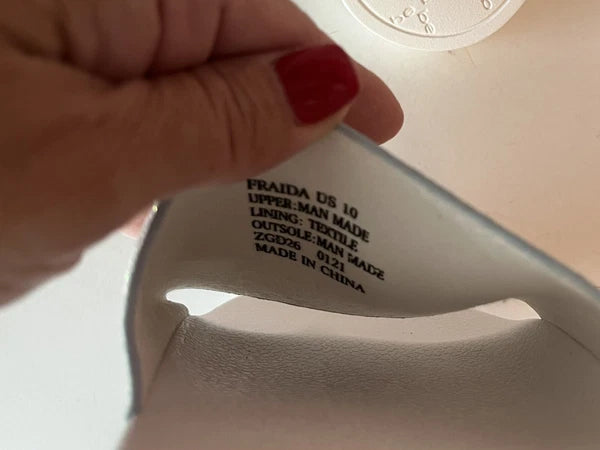 FRAIDA DS 10
UPPER:MAN MADE
LINING: TEXTILE
OUTSOLE:MAN MADE
ZGD26 0121
MADE IN CHINA